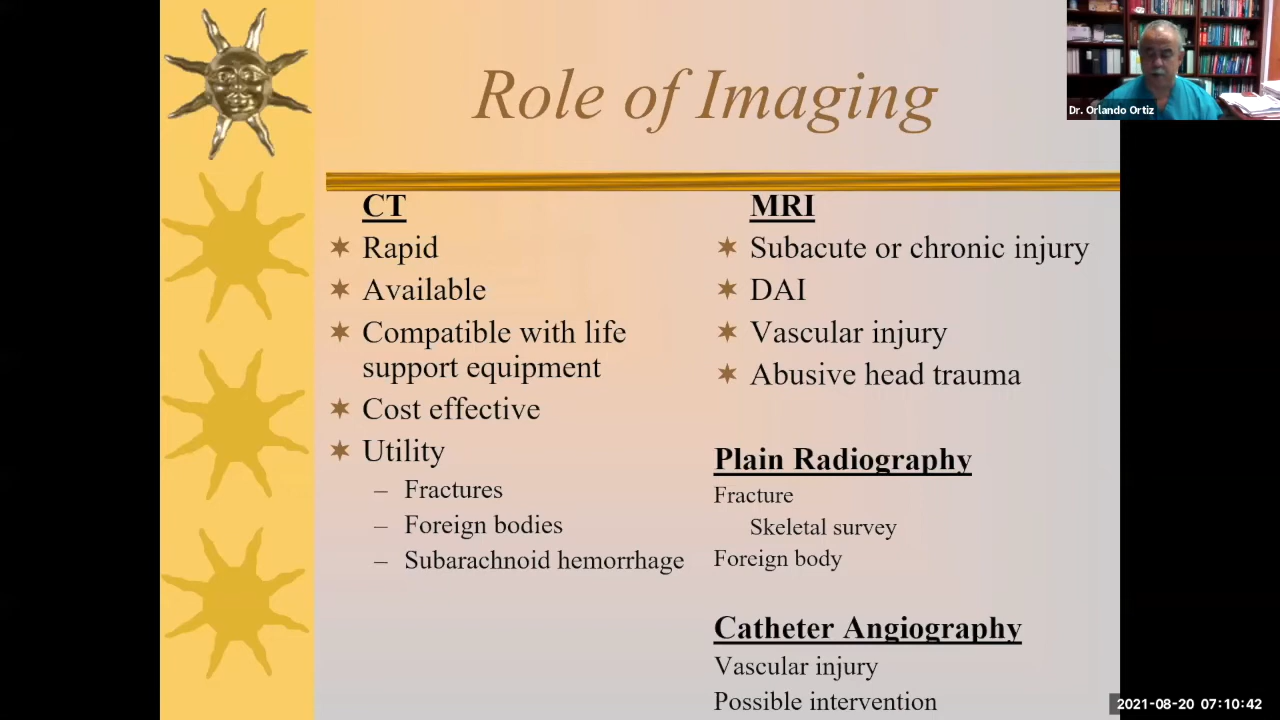 Role of Imaging
Dr. Orlando Ortiz
CT
Rapid
Available
Compatible with life
support equipment
Cost effective
Utility
– Fractures
– Foreign bodies
– Subarachnoid hemorrhage
MRI
Subacute or chronic injury
DAI
Vascular injury
Abusive head trauma
Plain Radiography
Fracture
Skeletal survey
Foreign body
Catheter Angiography
Vascular injury
Possible intervention
2021-08-20 07:10:42